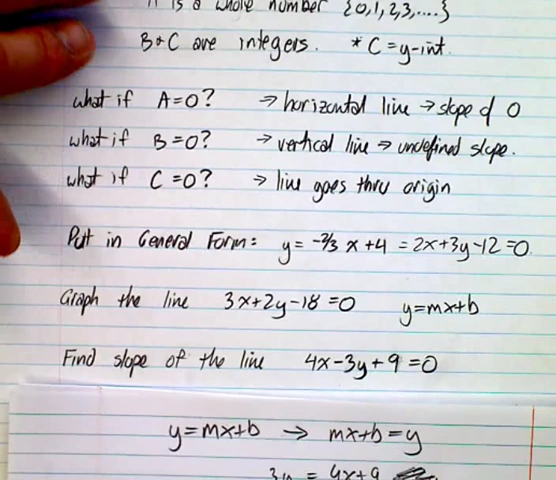 It is a whole number {0,1,2,3,....}
B & C are integers. * C = y-int.
what if A=0? → horizontal line → slope of 0
what if B=0? → vertical line → undefined slope.
what if C=0? → line goes thru origin
Put in General Form: y = -2/3 x + 4 = 2x+3y-12=0
Graph the line 3x+2y-18=0 y=mx+b
Find slope of the line 4x-3y+9=0
y=mx+b → mx+b=y
= 4x+9